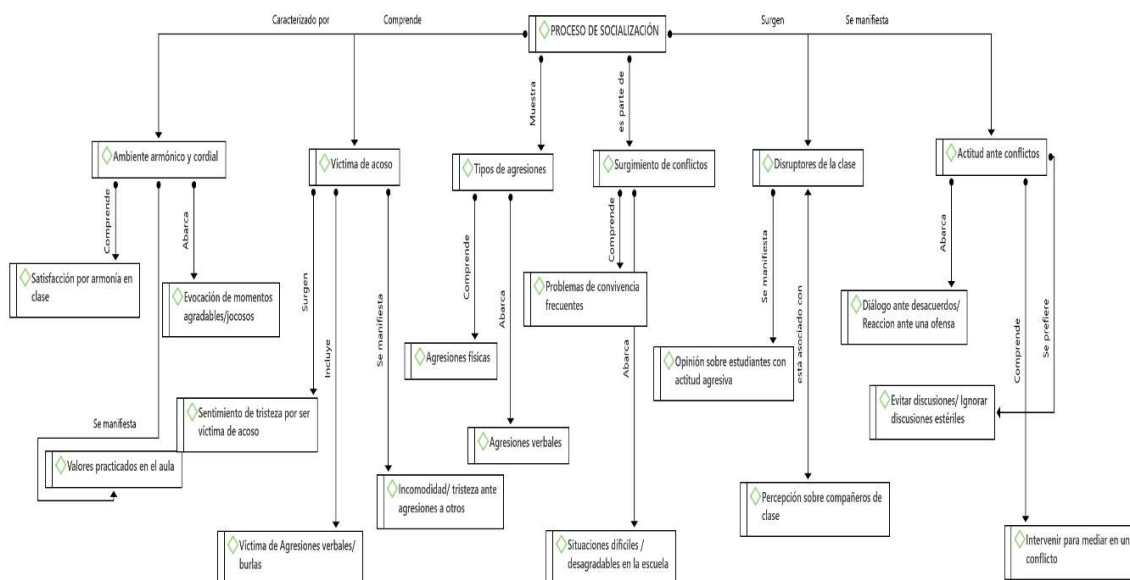 Caracterizado por
Comprende
Surgen
Se manifiesta
PROCESO DE SOCIALIZACIÓN
Muestra
es parte de
Ambiente armónico y cordial
Víctima de acoso
Tipos de agresiones
Surgimiento de conflictos
Disruptores de la clase
Actitud ante conflictos
Comprende
Abarca
Surgen
Incluye
Se manifiesta
Comprende
Abarca
Comprende
Abarca
Se manifiesta
está asociado con
Abarca
Comprende
Se prefiere
Satisfacción por armonía en
clase
Evocación de momentos
agradables/jocosos
Problemas de convivencia
frecuentes
Diálogo ante desacuerdos/
Reaccion ante una ofensa
Agresiones físicas
Opinión sobre estudiantes con
actitud agresiva
Se manifiesta
Sentimiento de tristeza por ser
víctima de acoso
Evitar discusiones/ Ignorar
discusiones estériles
Valores practicados en el aula
Agresiones verbales
Incomodidad/ tristeza ante
agresiones a otros
Percepción sobre compañeros de
clase
Víctima de Agresiones verbales/
burlas
Situaciones difíciles /
desagradables en la escuela
Intervenir para mediar en un
conflicto